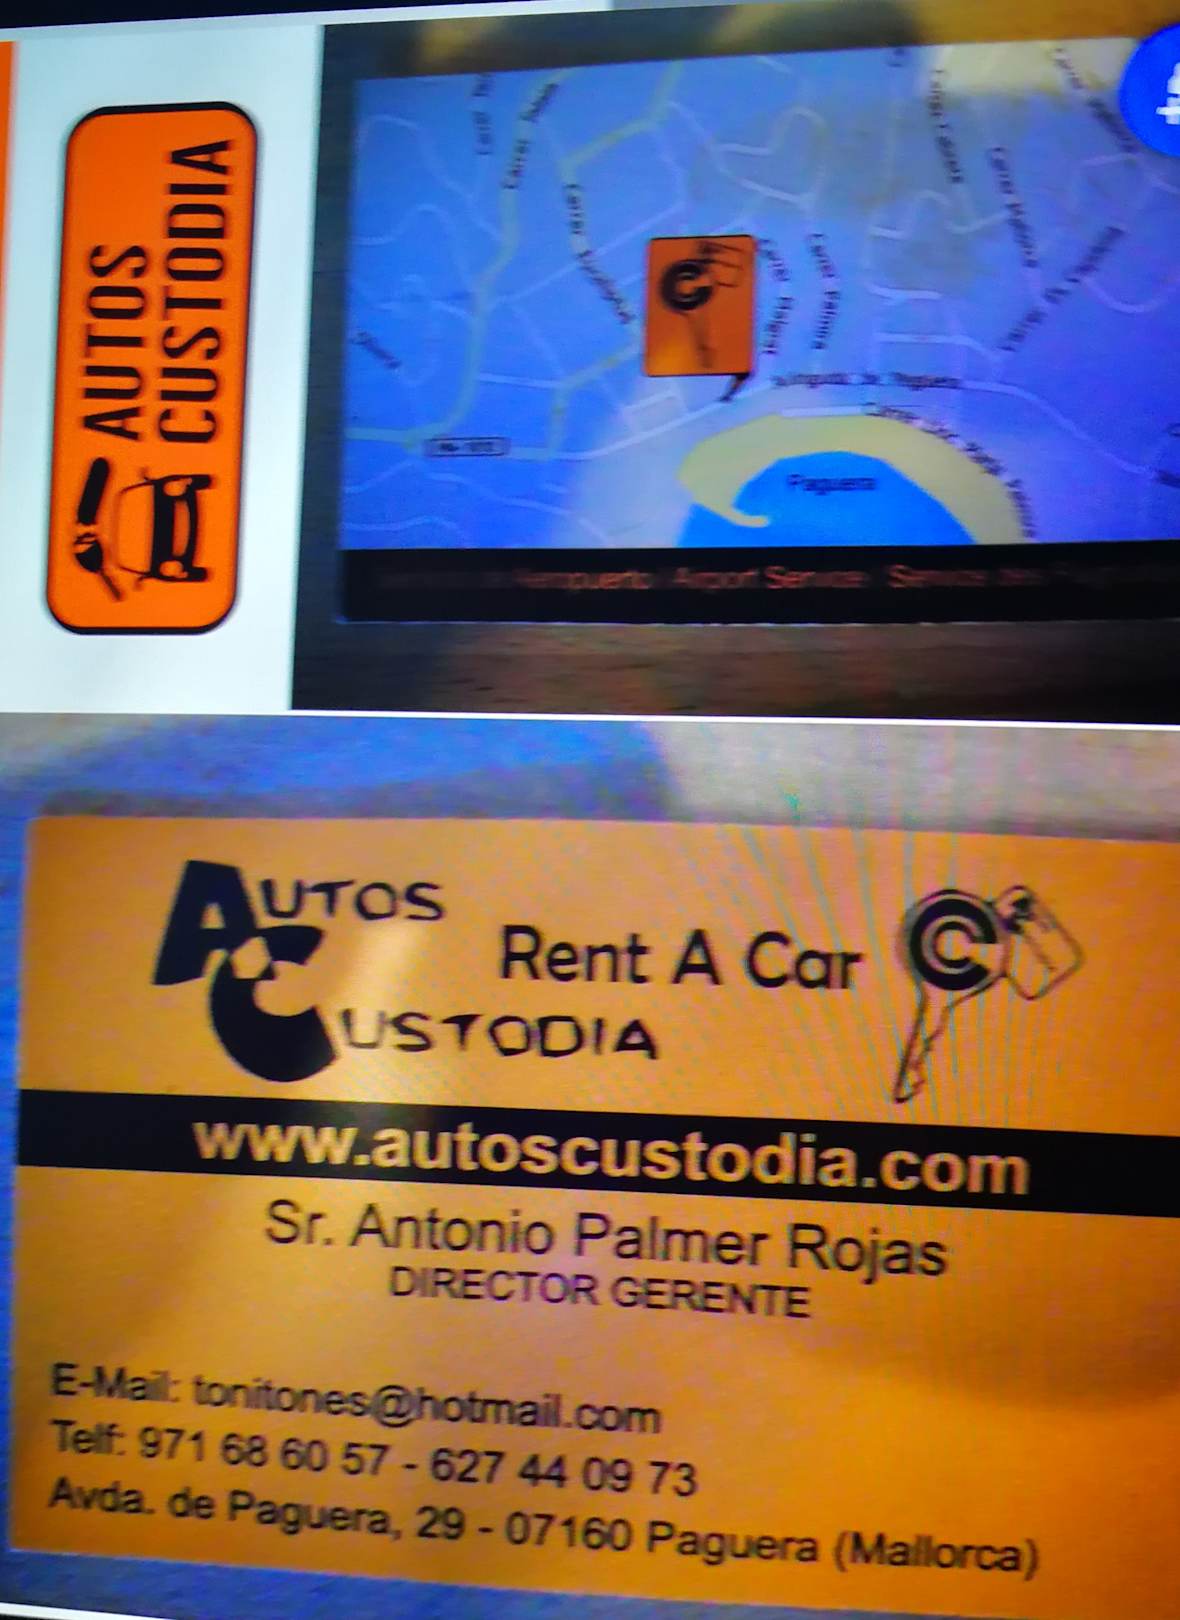 AUTOS
CUSTODIA
Paguera
Aeropuerto Airport Service Service
AUTOS
CUSTODIA
Rent A Car
www.autoscustodia.com
Sr. Antonio Palmer Rojas
DIRECTOR GERENTE
E-Mail: tonitones@hotmail.com
Telf: 971 68 60 57 - 627 44 09 73
Avda. de Paguera, 29 - 07160 Paguera (Mallorca)